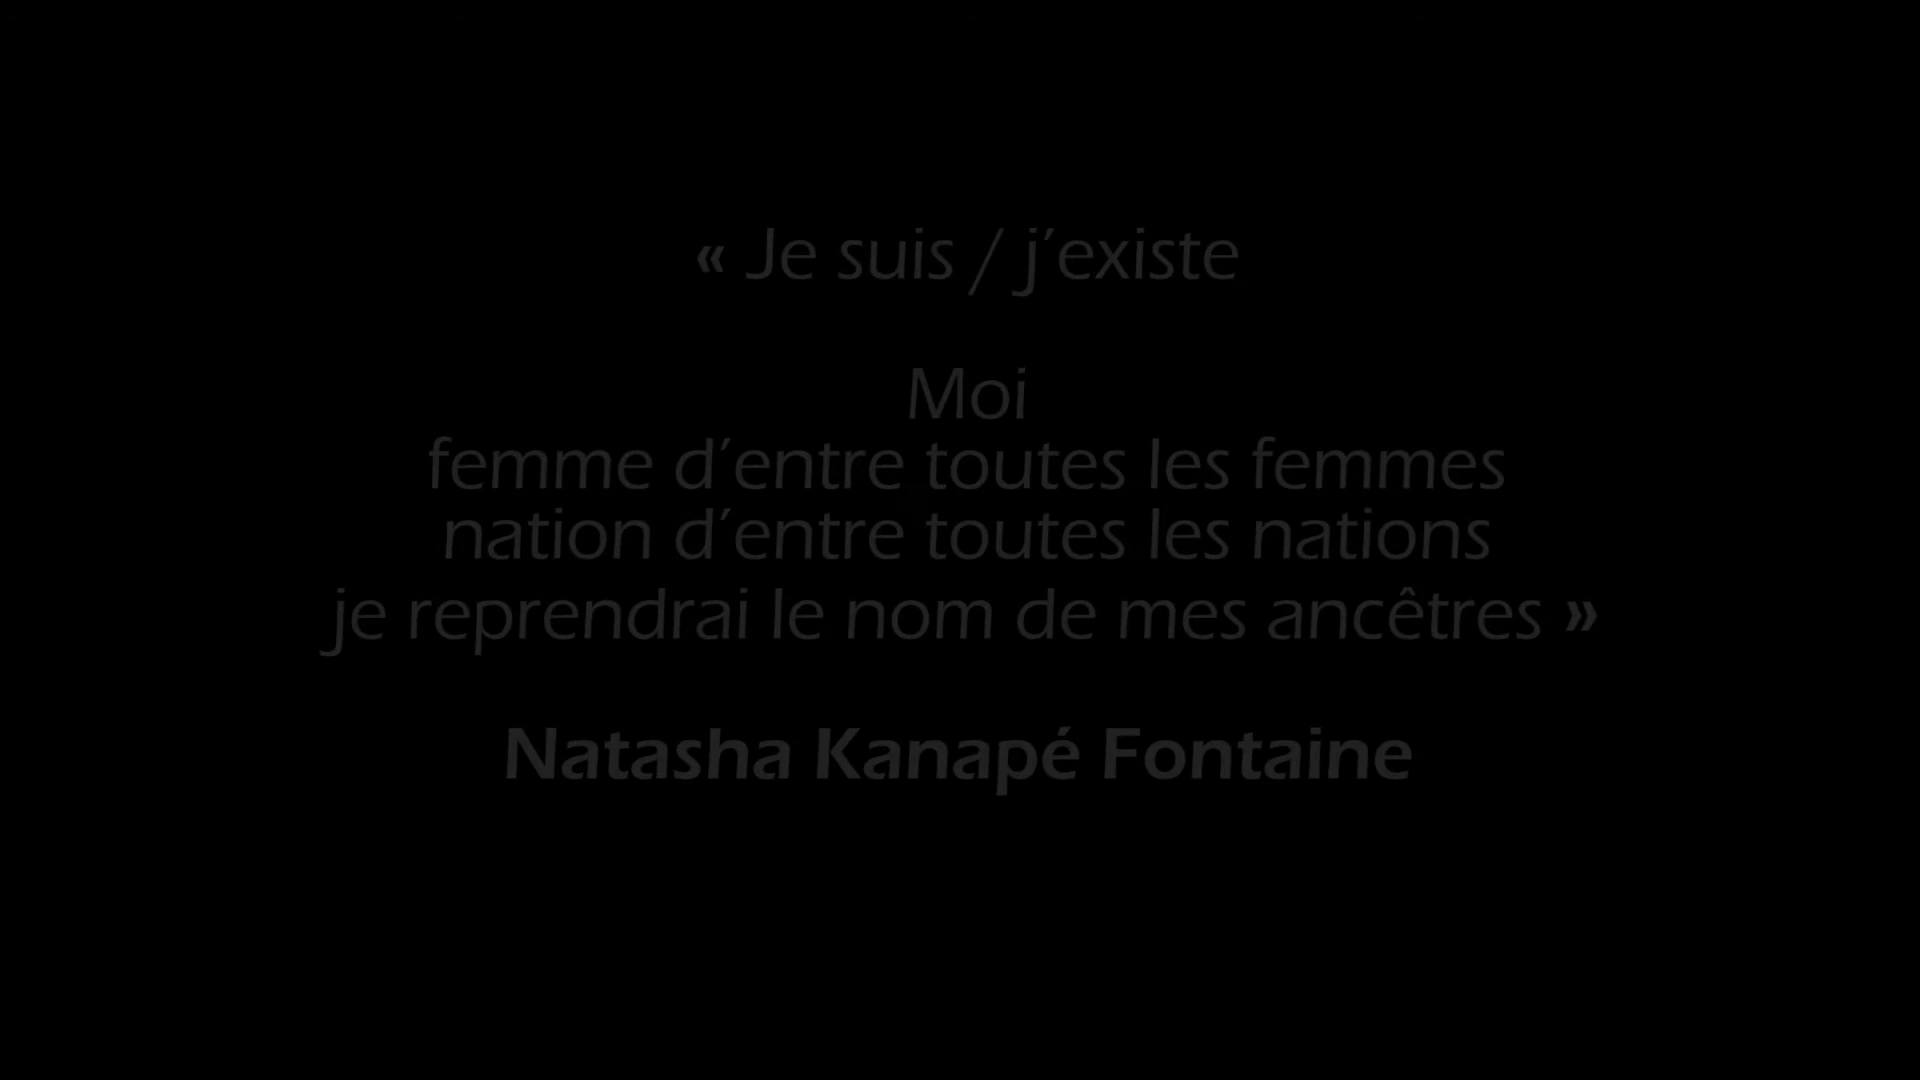 « Je suis / j’existe
Moi
femme d’entre toutes les femmes
nation d’entre toutes les nations
je reprendrai le nom de mes ancêtres »
Natasha Kanapé Fontaine